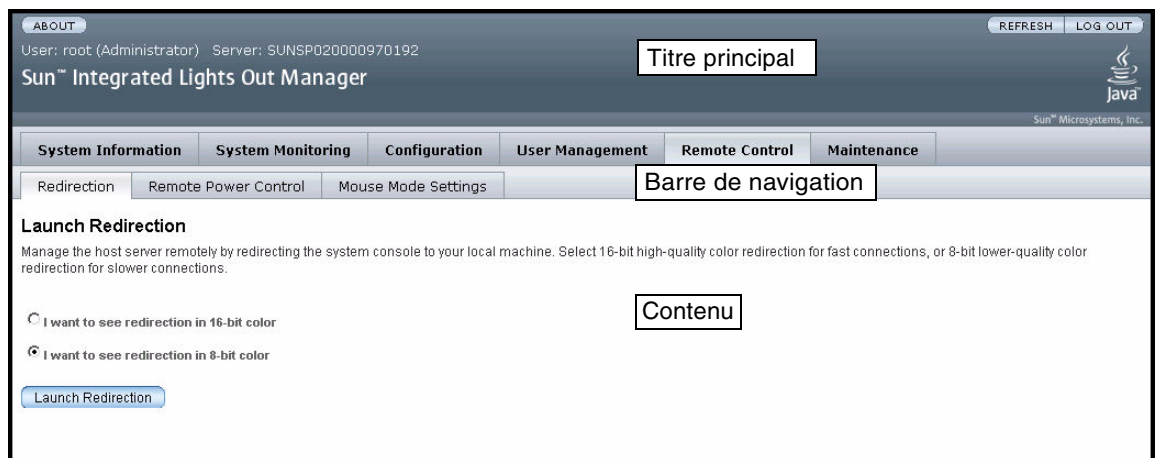 ABOUT
REFRESH LOG OUT
User: root (Administrator) Server: SUNSP020000970192
Titre principal
Sun™ Integrated Lights Out Manager
Java™
Sun™ Microsystems, Inc.
System Information System Monitoring Configuration User Management Remote Control Maintenance
Redirection Remote Power Control Mouse Mode Settings
Barre de navigation
Launch Redirection
Manage the host server remotely by redirecting the system console to your local machine. Select 16-bit high-quality color redirection for fast connections, or 8-bit lower-quality color
redirection for slower connections.
Contenu
I want to see redirection in 16-bit color
I want to see redirection in 8-bit color
Launch Redirection